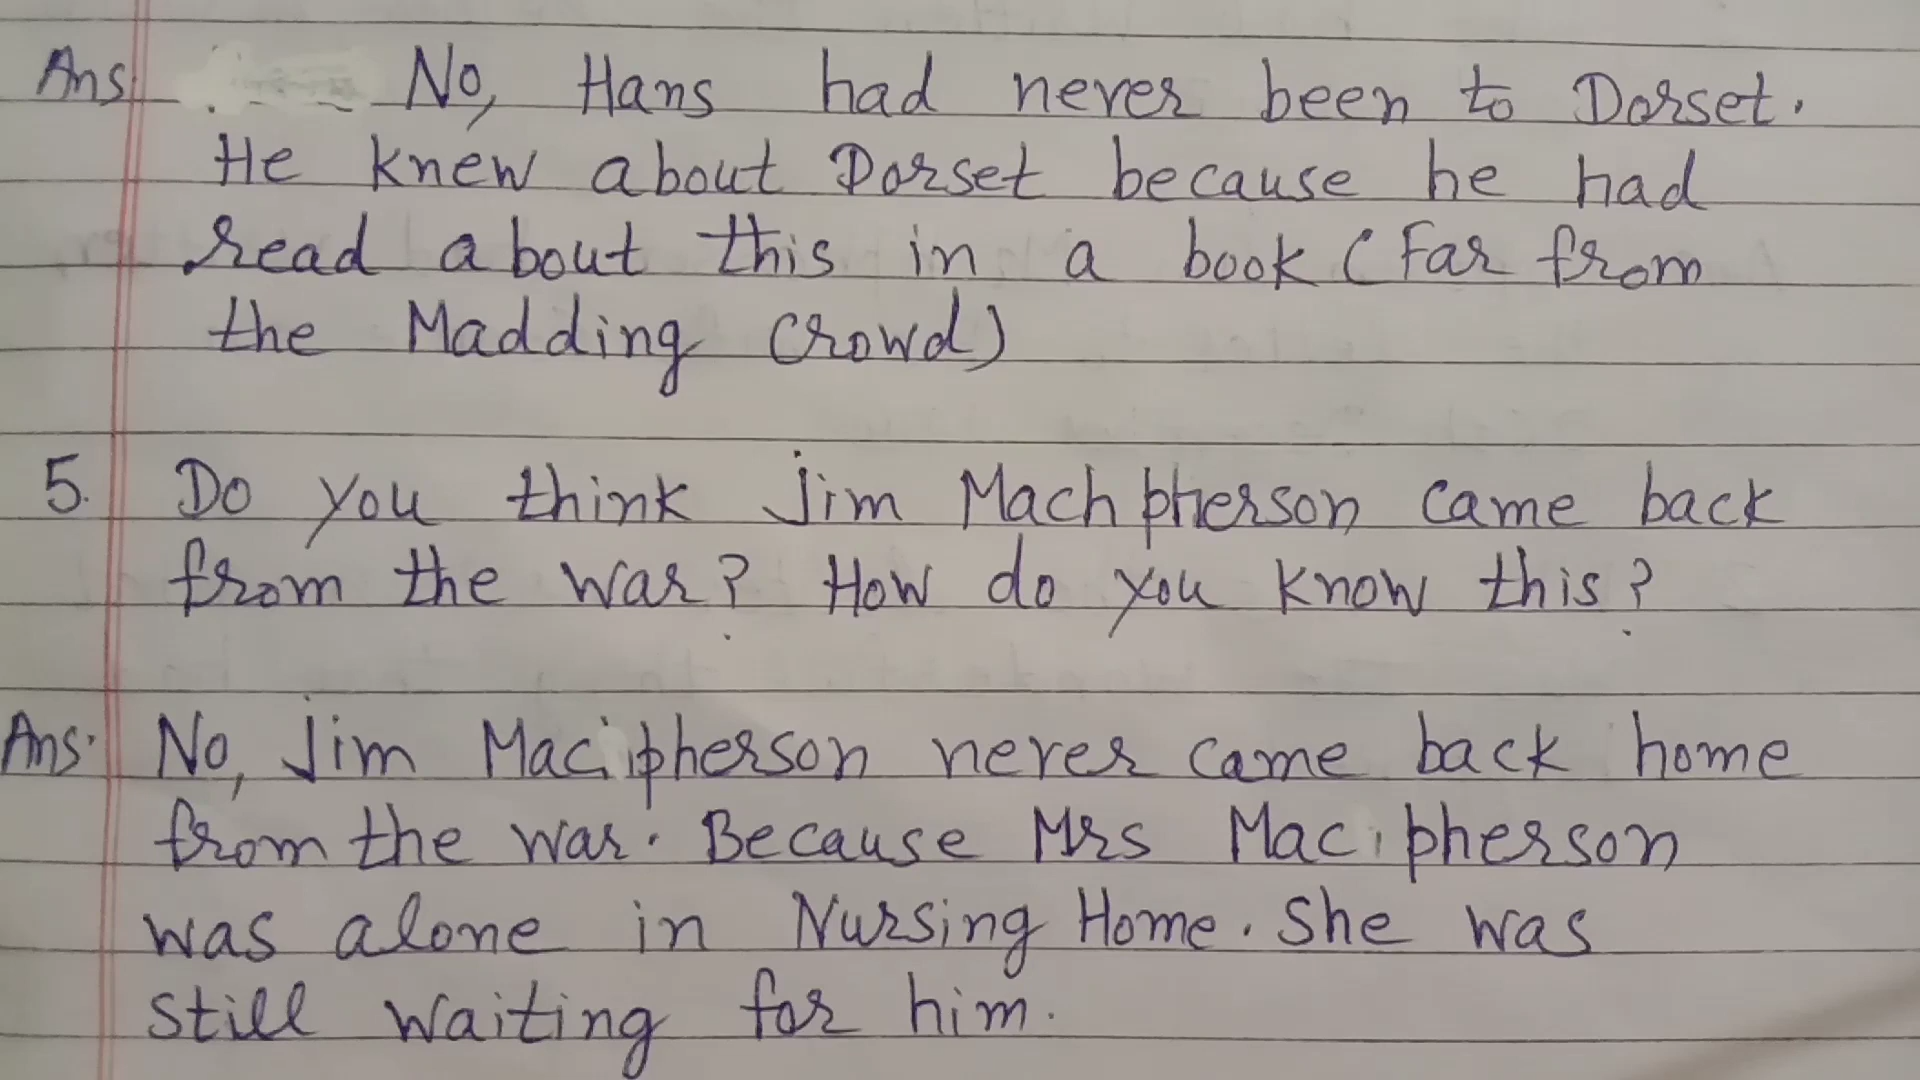 Ans. No, Hans had never been to Dorset.
He knew about Dorset because he had
read about this in a book (Far from
the Madding Crowd)
5. Do you think Jim Machpherson came back
from the war? How do you know this?
Ans. No, Jim Macpherson never came back home
from the war. Because Mrs Macpherson
was alone in Nursing Home. She was
still waiting for him.